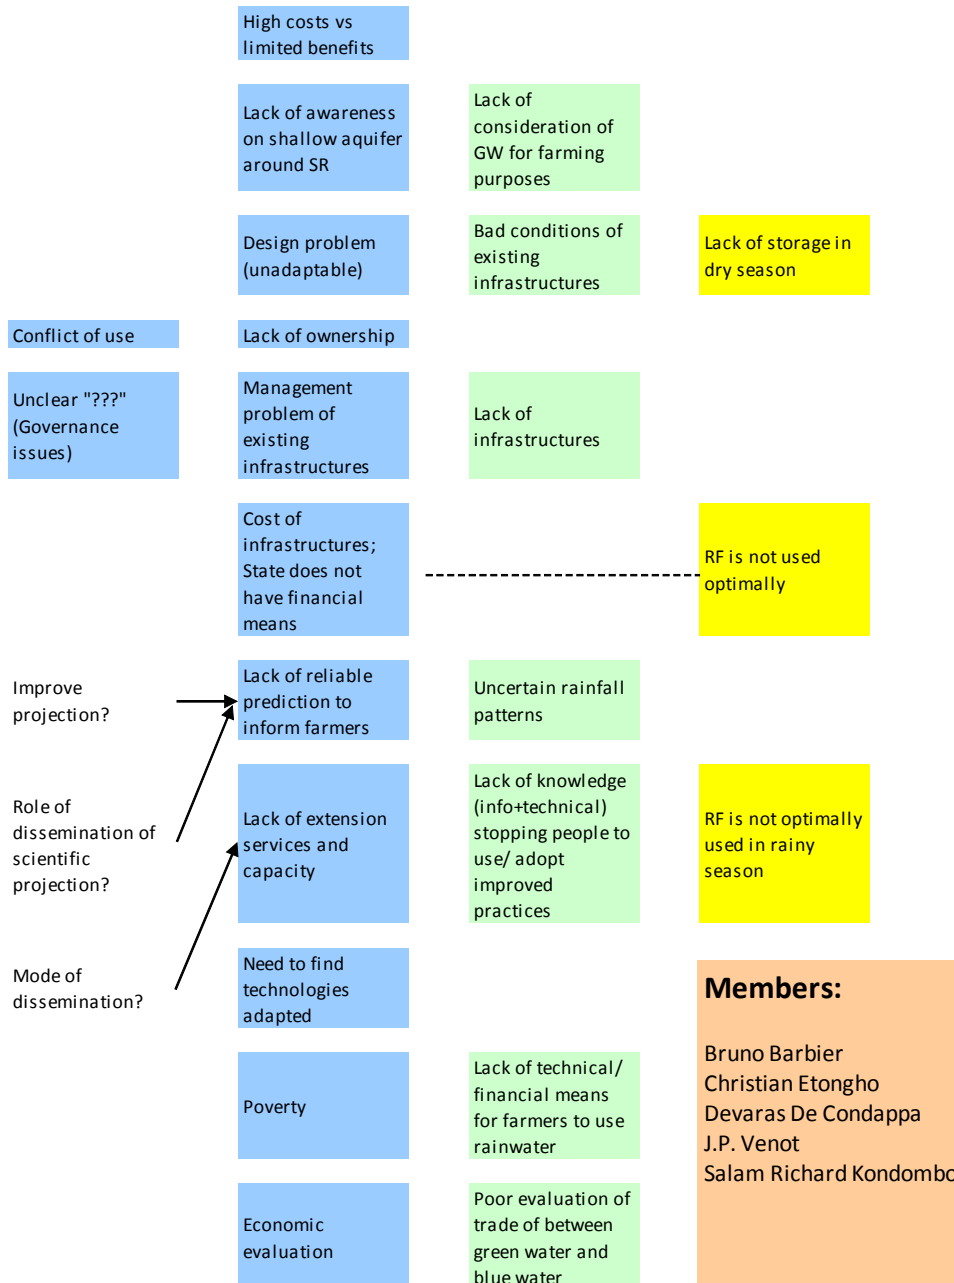 High costs vs
limited benefits
Lack of awareness
on shallow aquifer
around SR
Lack of
consideration of
GW for farming
purposes
Design problem
(unadaptable)
Bad conditions of
existing
infrastructures
Lack of storage in
dry season
Conflict of use
Lack of ownership
Unclear "???"
(Governance
issues)
Management
problem of
existing
infrastructures
Lack of
infrastructures
Cost of
infrastructures;
State does not
have financial
means
RF is not used
optimally
Improve
projection?
Lack of reliable
prediction to
inform farmers
Uncertain rainfall
patterns
Role of
dissemination of
scientific
projection?
Lack of extension
services and
capacity
Lack of knowledge
(info+technical)
stopping people to
use/ adopt
improved
practices
RF is not optimally
used in rainy
season
Mode of
dissemination?
Need to find
technologies
adapted
Members:
Bruno Barbier
Christian Etongho
Devaras De Condappa
J.P. Venot
Salam Richard Kondombo
Poverty
Lack of technical/
financial means
for farmers to use
rainwater
Economic
evaluation
Poor evaluation of
trade of between
green water and
blue water